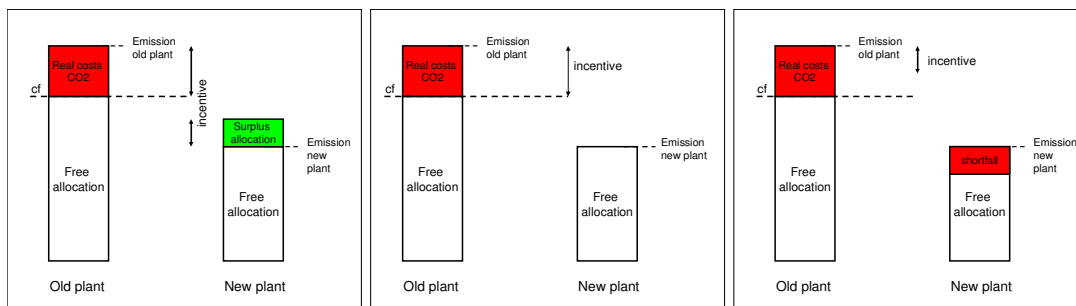 Emission
old plant
Real costs
CO2
cf
incentive
Surplus
allocation
Emission
new
plant
Free
allocation
Free
allocation
Old plant
New plant
Emission
old plant
Real costs
CO2
incentive
cf
Emission
new plant
Free
allocation
Free
allocation
Old plant
New plant
Emission
old plant
Real costs
CO2
incentive
cf
Emission
new
plant
shortfall
Free
allocation
Free
allocation
Old plant
New plant